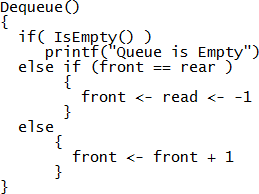 Dequeue()
{
if( IsEmpty() )
printf("Queue is Empty")
else if (front == rear )
{
front <- read <- -1
}
else
{
front <- front + 1
}
}